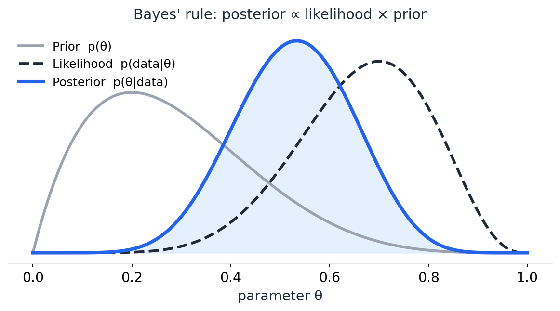 Bayes' rule: posterior ∝ likelihood × prior
Prior  p(θ)
Likelihood  p(data|θ)
Posterior  p(θ|data)
0.0 0.2 0.4 0.6 0.8 1.0
parameter θ